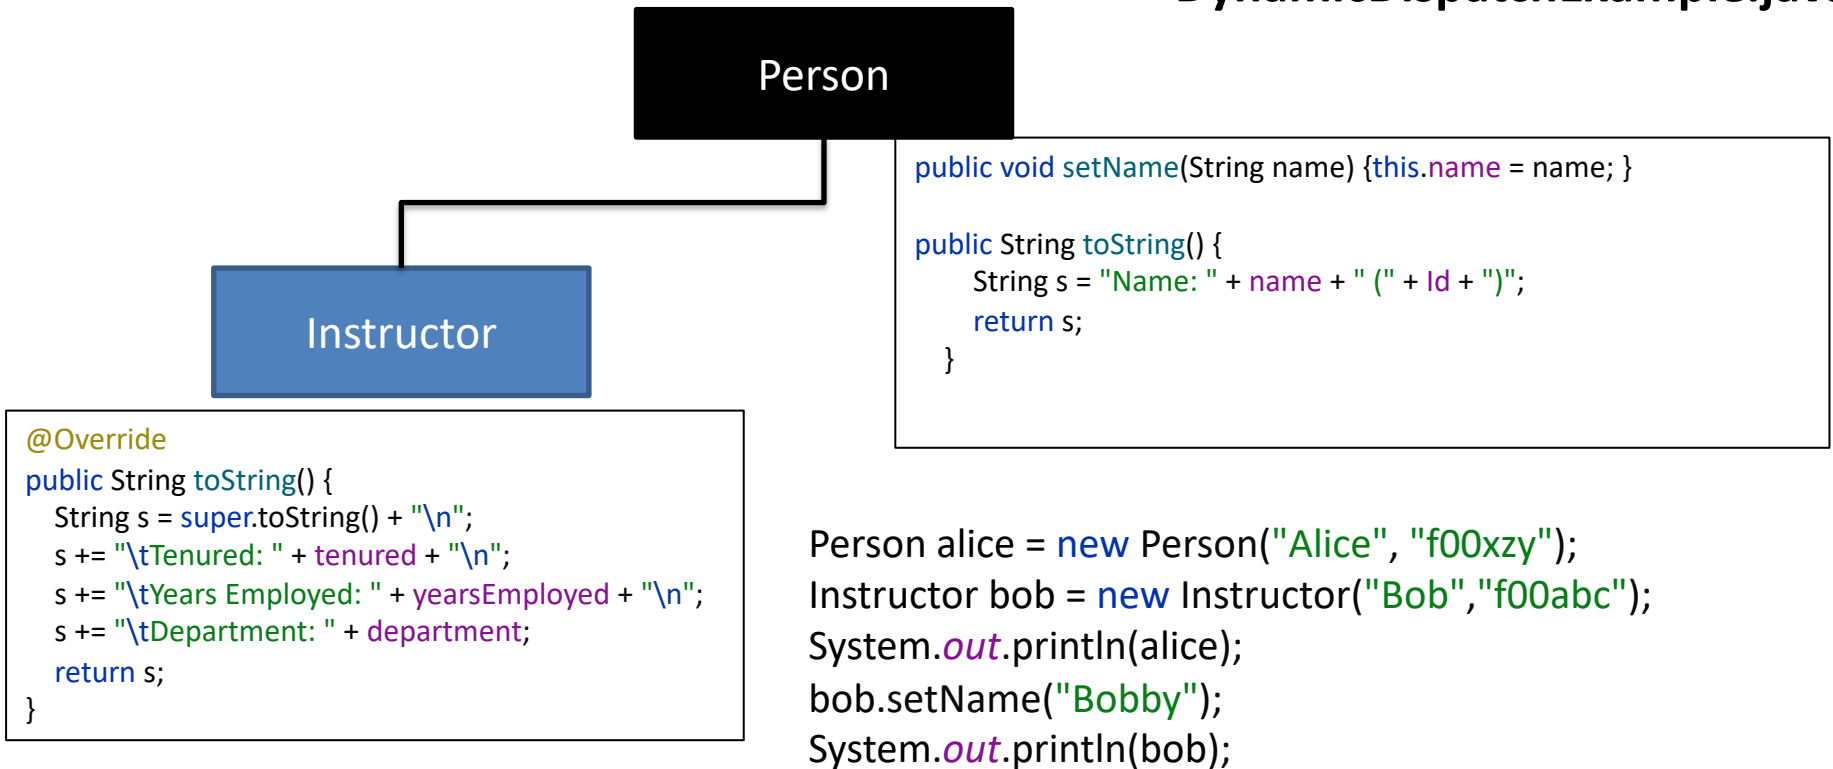 DynamicDispatchExample.java
Person
public void setName(String name) {this.name = name; }
public String toString() {
String s = "Name: " + name + " (" + Id + ")";
return s;
}
Instructor
@Override
public String toString() {
String s = super.toString() + "\n";
s += "\tTenured: " + tenured + "\n";
s += "\tYears Employed: " + yearsEmployed + "\n";
s += "\tDepartment: " + department;
return s;
}
Person alice = new Person("Alice", "f00xzy");
Instructor bob = new Instructor("Bob","f00abc");
System.out.println(alice);
bob.setName("Bobby");
System.out.println(bob);